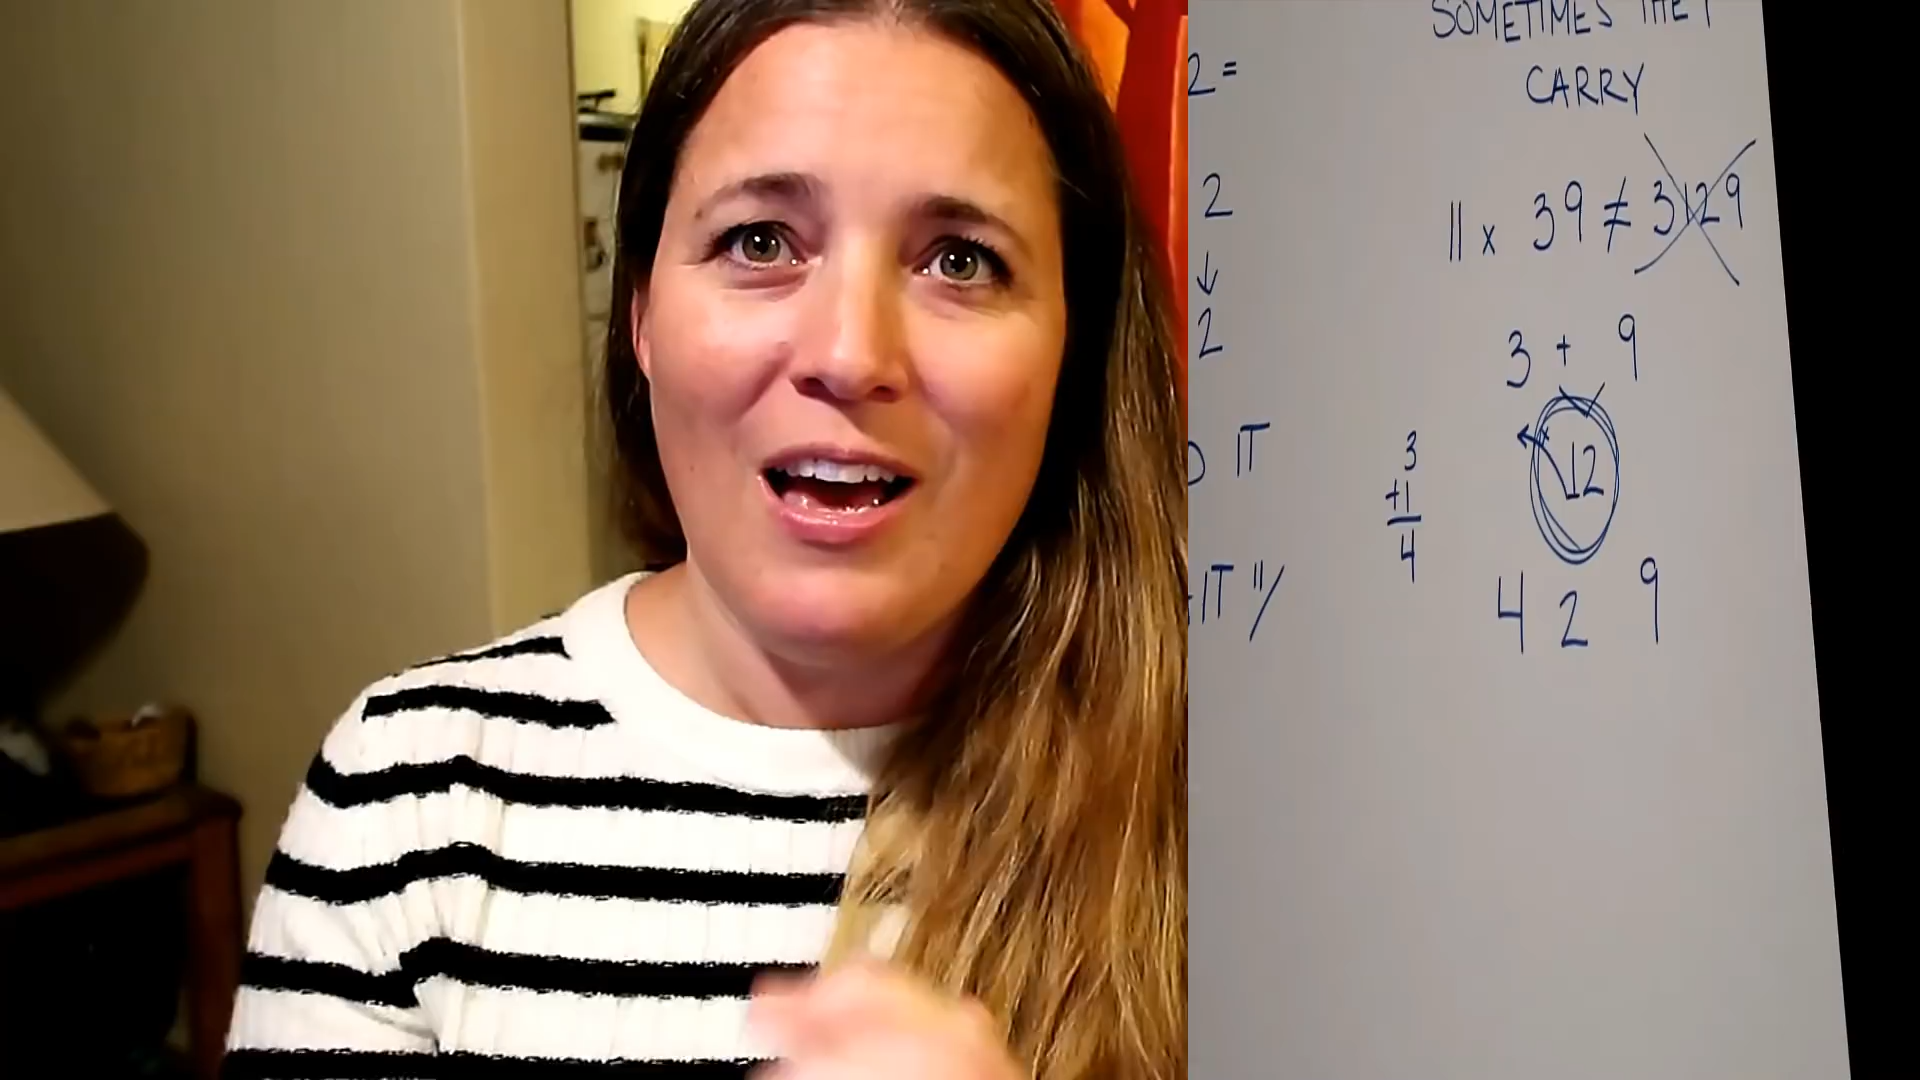 SOMETIMES THEY
CARRY
2 =
11 x 39 ≠ 3129
2
↓
2
3 + 9
12
IT
3
+1
4
IT "
4 2 9